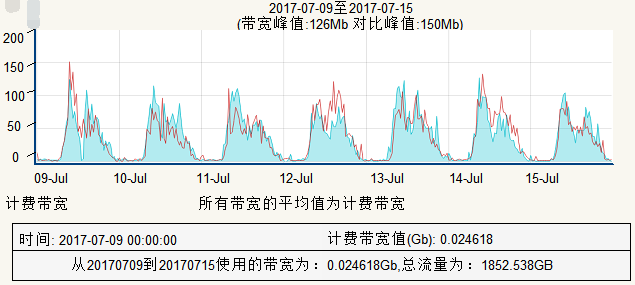 2017-07-09至2017-07-15
(带宽峰值:126Mb 对比峰值:150Mb)
200
150
100
50
0
09-Jul 10-Jul 11-Jul 12-Jul 13-Jul 14-Jul 15-Jul
计费带宽 所有带宽的平均值为计费带宽
时间: 2017-07-09 00:00:00 计费带宽值(Gb): 0.024618
从20170709到20170715使用的带宽为：0.024618Gb,总流量为：1852.538GB